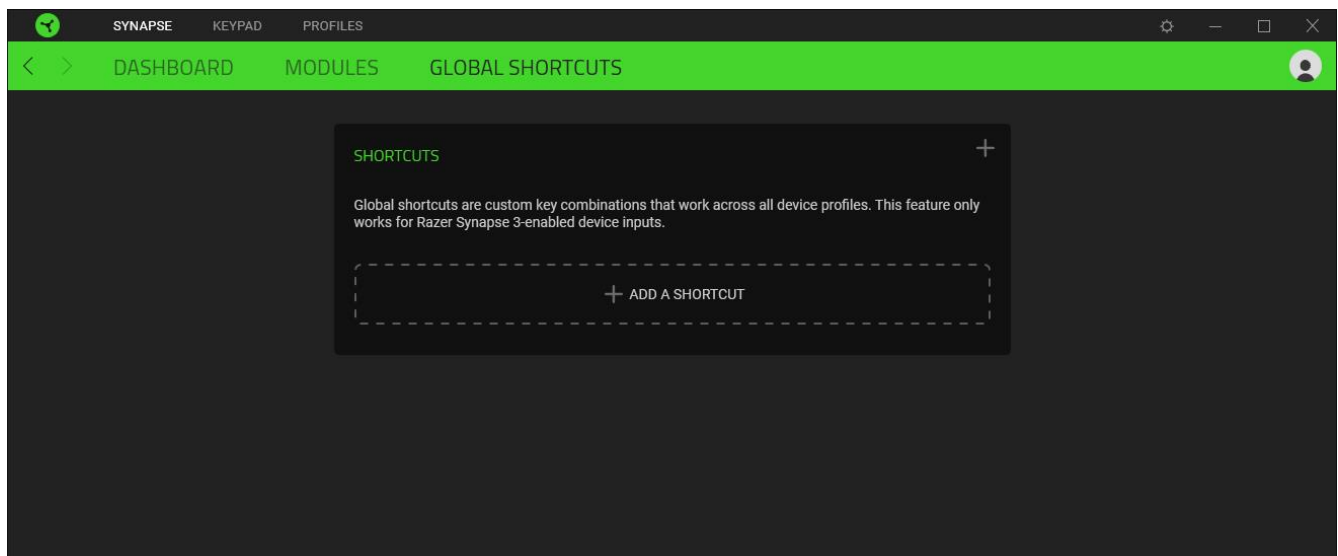 SYNAPSE KEYPAD PROFILES
DASHBOARD MODULES GLOBAL SHORTCUTS
SHORTCUTS
Global shortcuts are custom key combinations that work across all device profiles. This feature only
works for Razer Synapse 3-enabled device inputs.
ADD A SHORTCUT